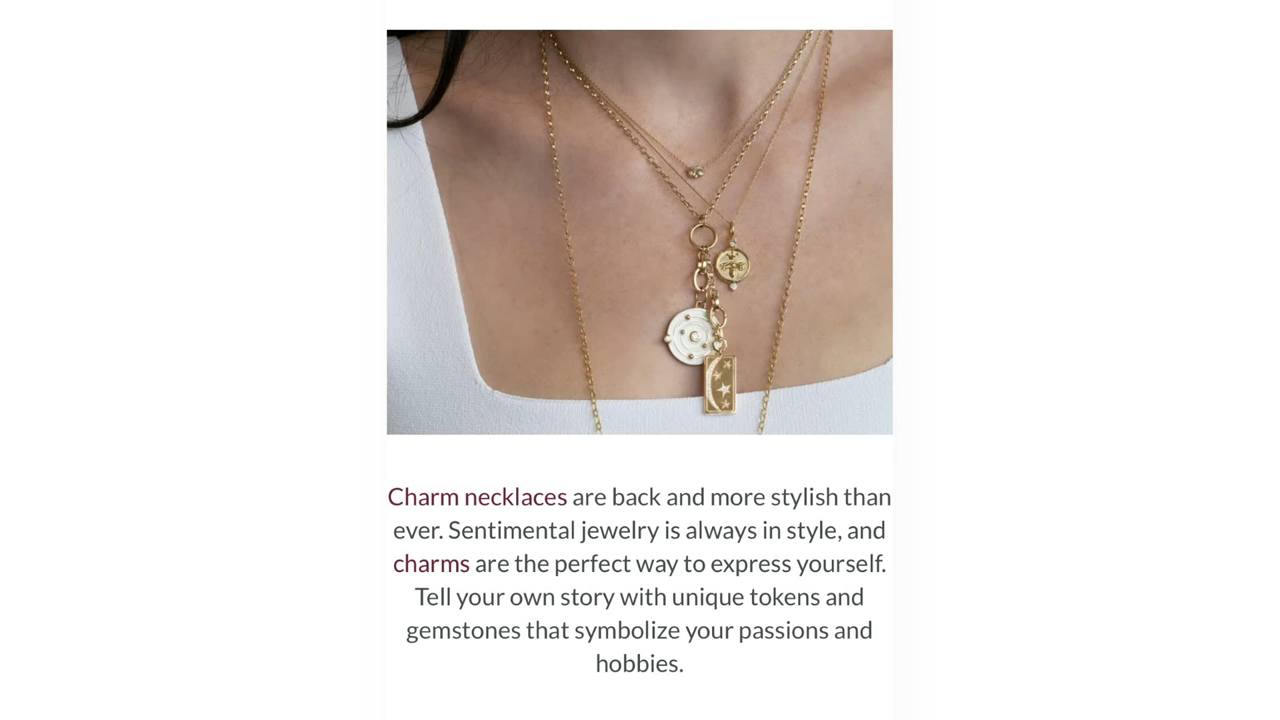 Charm necklaces are back and more stylish than
ever. Sentimental jewelry is always in style, and
charms are the perfect way to express yourself.
Tell your own story with unique tokens and
gemstones that symbolize your passions and
hobbies.